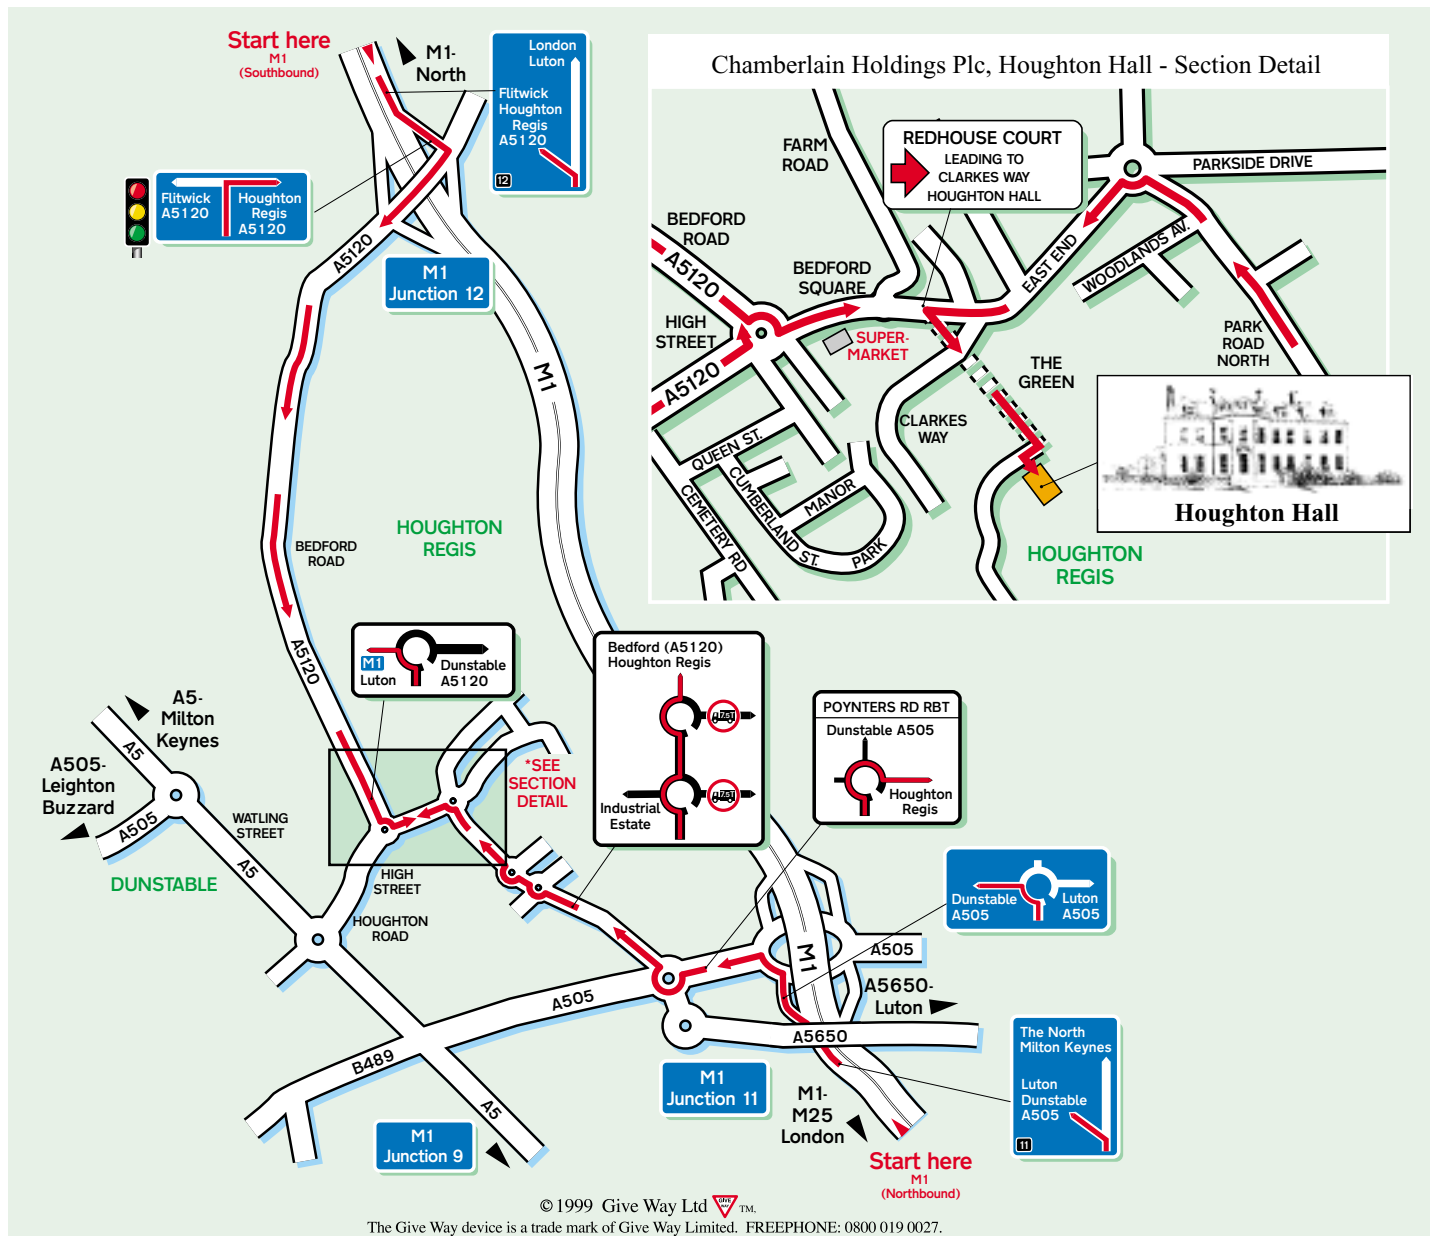 Start here
M1
(Southbound)
M1-
North
London
Luton
Flitwick
Houghton
Regis
A5120
12
Flitwick
A5120
Houghton
Regis
A5120
A5120
M1
Junction 12
M1
HOUGHTON
REGIS
BEDFORD
ROAD
A5120
M1
Luton
Dunstable
A5120
A5-
Milton
Keynes
A505-
Leighton
Buzzard
A5
A505
WATLING
STREET
A5
DUNSTABLE
HIGH
STREET
HOUGHTON
ROAD
*SEE
SECTION
DETAIL
Bedford (A5120)
Houghton Regis
7.5T
7.5T
Industrial
Estate
POYNTERS RD RBT
Dunstable A505
Houghton
Regis
Dunstable
A505
Luton
A505
M1
A505
A5650-
Luton
A505
A5650
B489
A5
M1
Junction 11
M1
Junction 9
M1-
M25
London
The North
Milton Keynes
Luton
Dunstable
A505
11
Start here
M1
(Northbound)
Chamberlain Holdings Plc, Houghton Hall - Section Detail
FARM
ROAD
REDHOUSE COURT
LEADING TO
CLARKES WAY
HOUGHTON HALL
PARKSIDE DRIVE
BEDFORD
ROAD
A5120
BEDFORD
SQUARE
EAST END
WOODLANDS AV.
HIGH
STREET
A5120
SUPER-
MARKET
PARK
ROAD
NORTH
THE
GREEN
CLARKES
WAY
QUEEN ST.
CUMBERLAND ST.
CEMETERY RD
MANOR
PARK
Houghton Hall
HOUGHTON
REGIS
© 1999 Give Way Ltd GIVE WAY TM.
The Give Way device is a trade mark of Give Way Limited. FREEPHONE: 0800 019 0027.